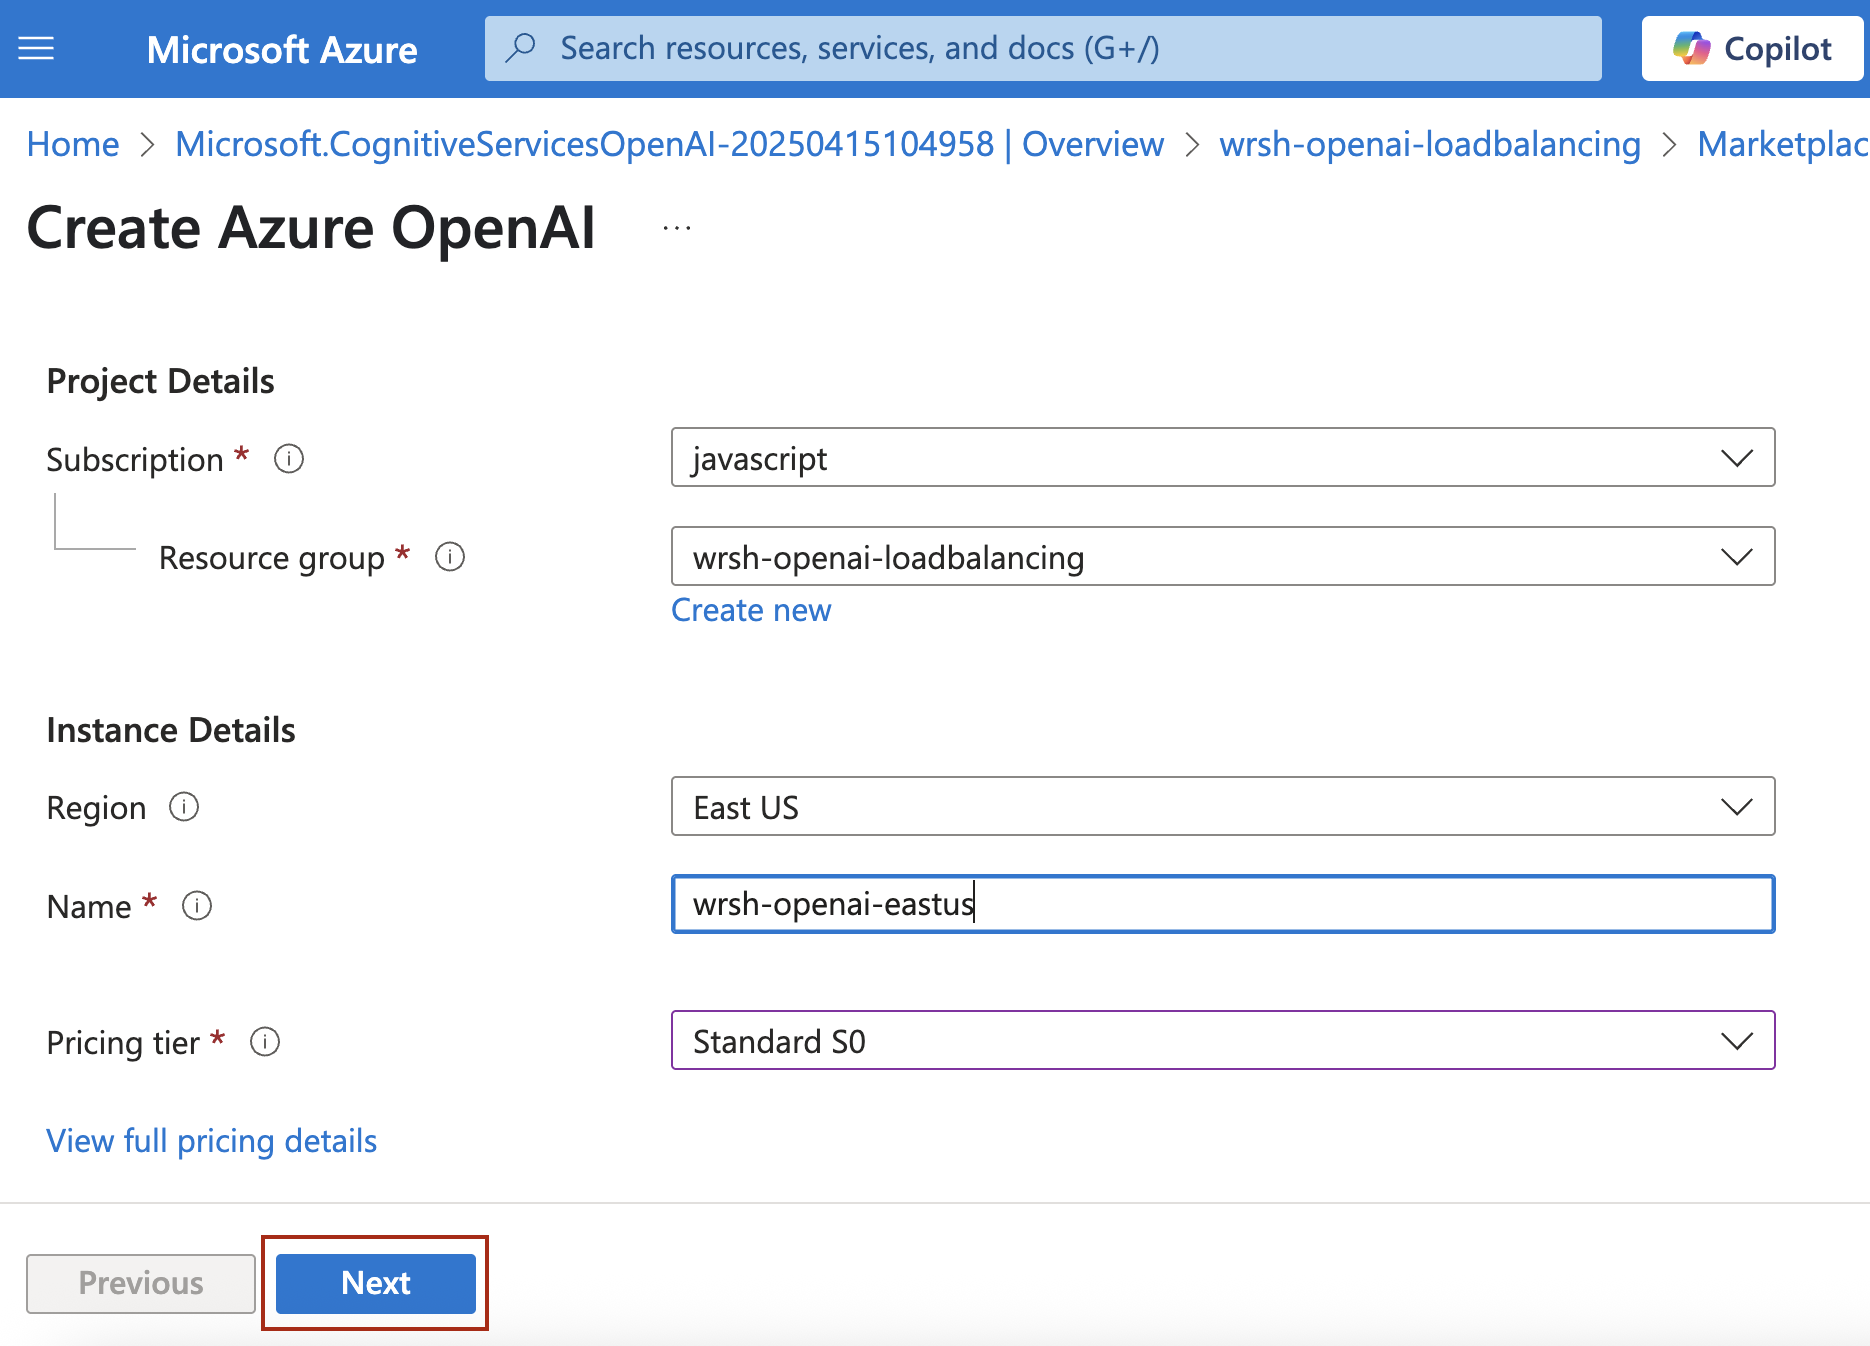 Microsoft Azure
Search resources, services, and docs (G+/)
Copilot
Home > Microsoft.CognitiveServicesOpenAI-20250415104958 | Overview > wrsh-openai-loadbalancing > Marketplac
Create Azure OpenAI ...
Project Details
Subscription *
javascript
Resource group *
wrsh-openai-loadbalancing
Create new
Instance Details
Region
East US
Name *
wrsh-openai-eastus
Pricing tier *
Standard S0
View full pricing details
Previous
Next